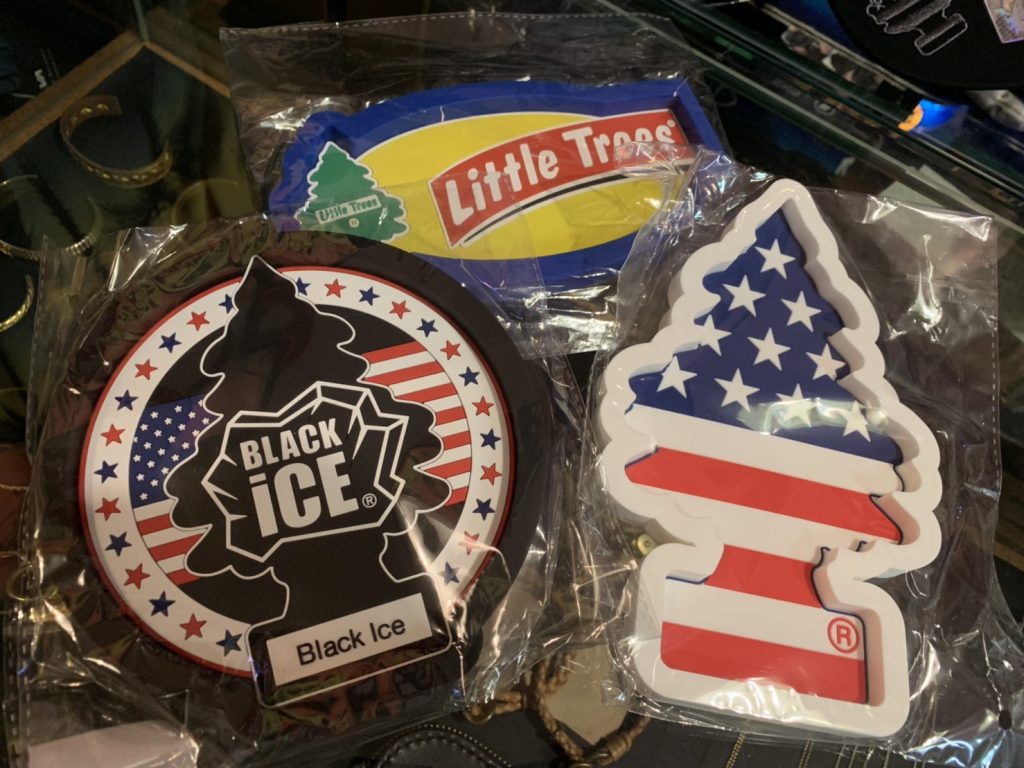 Little Trees®
Little Trees
BLACK
iCE®
Black Ice
®